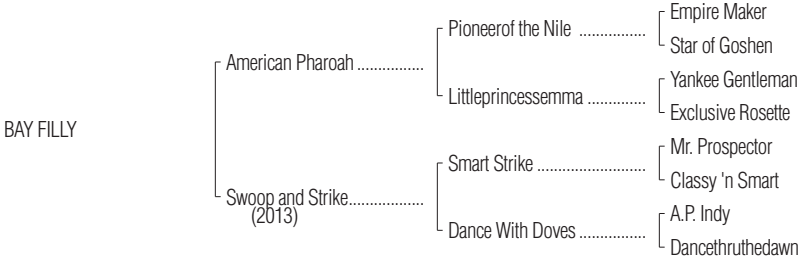 Empire Maker
Pioneerof the Nile ................
Star of Goshen
American Pharoah ................
Yankee Gentleman
Littleprincessemma ..............
Exclusive Rosette
BAY FILLY
Mr. Prospector
Smart Strike ..........................
Classy 'n Smart
Swoop and Strike..................
(2013)
A.P. Indy
Dance With Doves ................
Dancethruthedawn